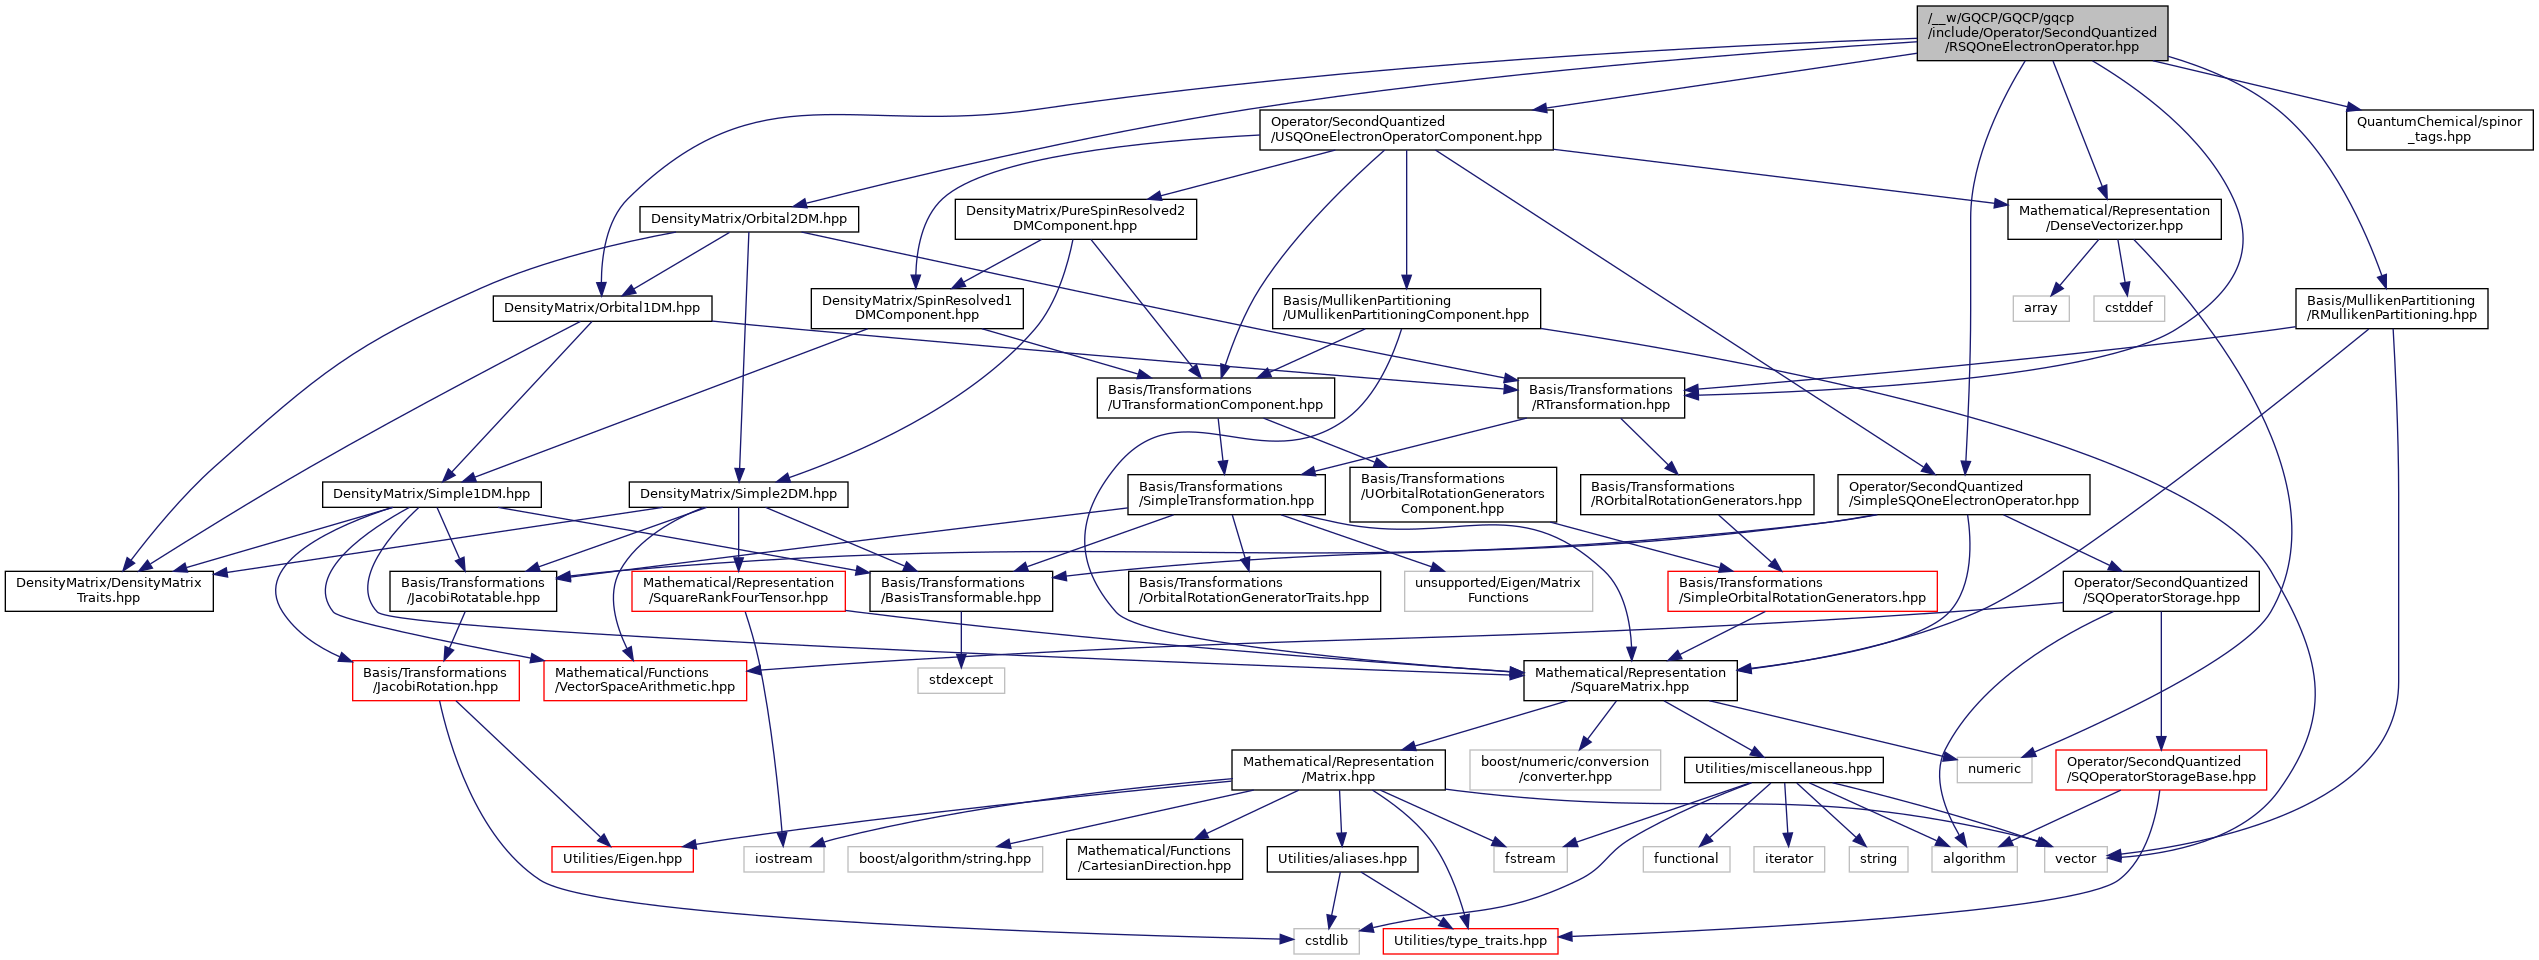 /__w/GQCP/GQCP/gqcp
/include/Operator/SecondQuantized
/RSQOneElectronOperator.hpp
Operator/SecondQuantized
/USQOneElectronOperatorComponent.hpp
QuantumChemical/spinor
_tags.hpp
DensityMatrix/Orbital2DM.hpp
DensityMatrix/PureSpinResolved2
DMComponent.hpp
Mathematical/Representation
/DenseVectorizer.hpp
DensityMatrix/Orbital1DM.hpp
DensityMatrix/SpinResolved1
DMComponent.hpp
Basis/MullikenPartitioning
/UMullikenPartitioningComponent.hpp
array
cstddef
Basis/MullikenPartitioning
/RMullikenPartitioning.hpp
Basis/Transformations
/UTransformationComponent.hpp
Basis/Transformations
/RTransformation.hpp
DensityMatrix/Simple1DM.hpp
DensityMatrix/Simple2DM.hpp
Basis/Transformations
/SimpleTransformation.hpp
Basis/Transformations
/UOrbitalRotationGenerators
Component.hpp
Basis/Transformations
/ROrbitalRotationGenerators.hpp
Operator/SecondQuantized
/SimpleSQOneElectronOperator.hpp
DensityMatrix/DensityMatrix
Traits.hpp
Basis/Transformations
/JacobiRotatable.hpp
Mathematical/Representation
/SquareRankFourTensor.hpp
Basis/Transformations
/BasisTransformable.hpp
Basis/Transformations
/OrbitalRotationGeneratorTraits.hpp
unsupported/Eigen/Matrix
Functions
Basis/Transformations
/SimpleOrbitalRotationGenerators.hpp
Operator/SecondQuantized
/SQOperatorStorage.hpp
Basis/Transformations
/JacobiRotation.hpp
Mathematical/Functions
/VectorSpaceArithmetic.hpp
stdexcept
Mathematical/Representation
/SquareMatrix.hpp
Mathematical/Representation
/Matrix.hpp
boost/numeric/conversion
/converter.hpp
Utilities/miscellaneous.hpp
numeric
Operator/SecondQuantized
/SQOperatorStorageBase.hpp
Utilities/Eigen.hpp
iostream
boost/algorithm/string.hpp
Mathematical/Functions
/CartesianDirection.hpp
Utilities/aliases.hpp
fstream
functional
iterator
string
algorithm
vector
cstdlib
Utilities/type_traits.hpp